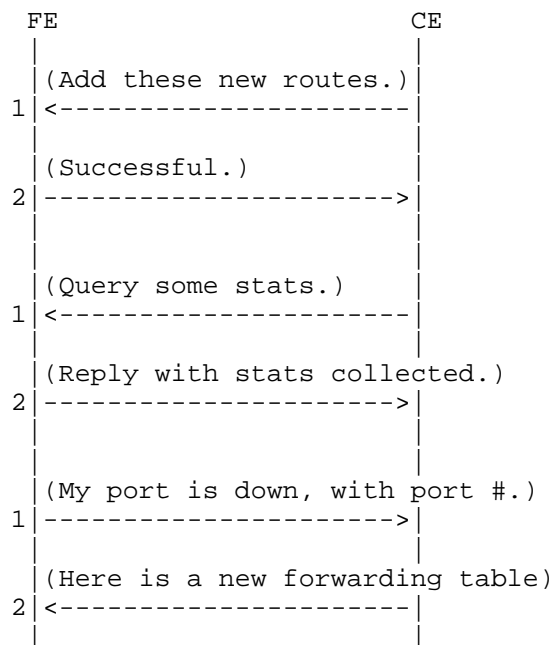 FE CE
(Add these new routes.)
1|<----------------------|
(Successful.)
2|---------------------->|
(Query some stats.)
1|<----------------------|
(Reply with stats collected.)
2|---------------------->|
(My port is down, with port #.)
1|---------------------->|
(Here is a new forwarding table)
2|<----------------------|